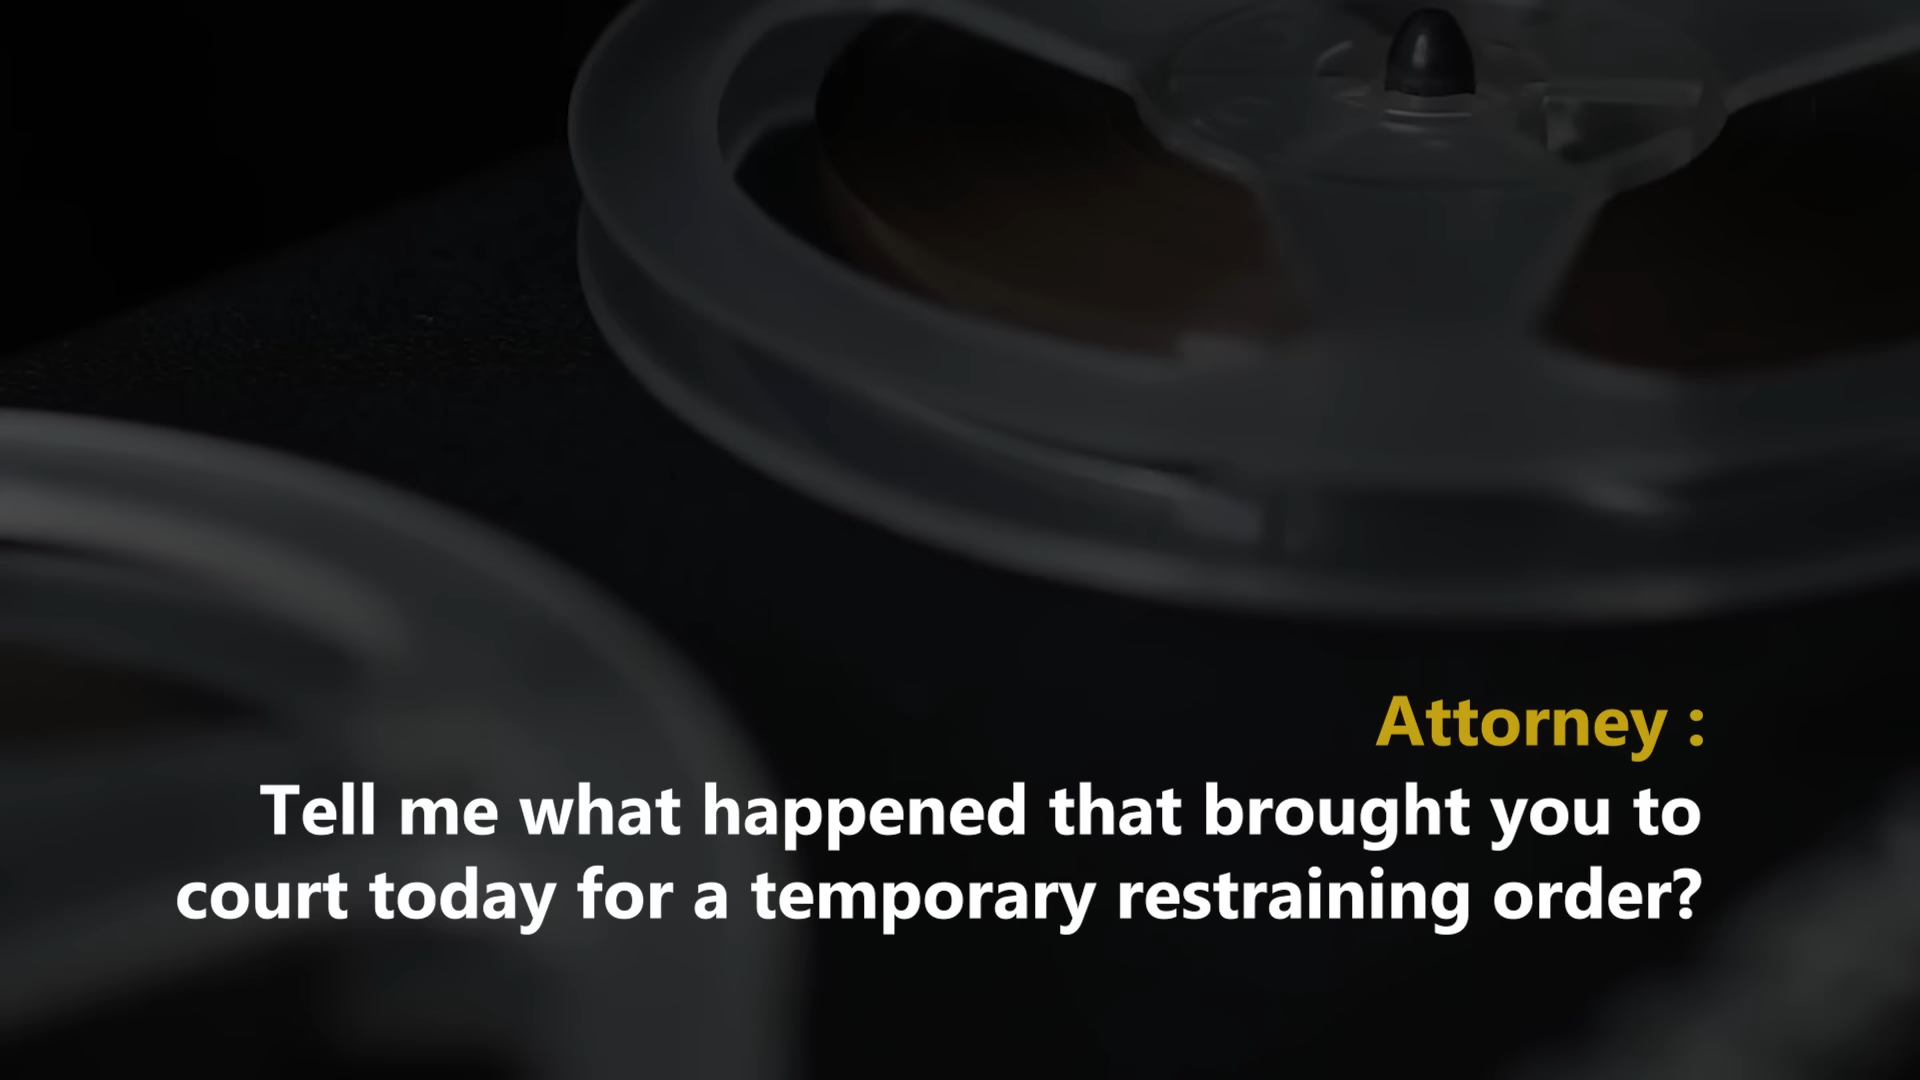 Attorney :
Tell me what happened that brought you to
court today for a temporary restraining order?